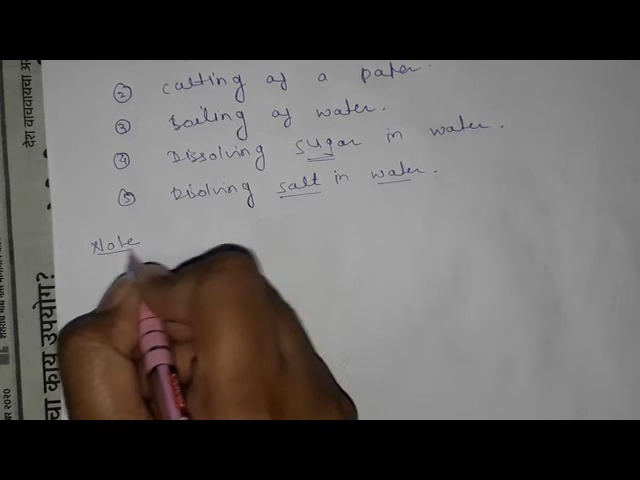 ② Cutting of a paper.
③ Boiling of water.
④ Dissolving sugar in water.
⑤ Disolving salt in water.
Note
देश वाचवायचा
काय उपयोग?
२०२०